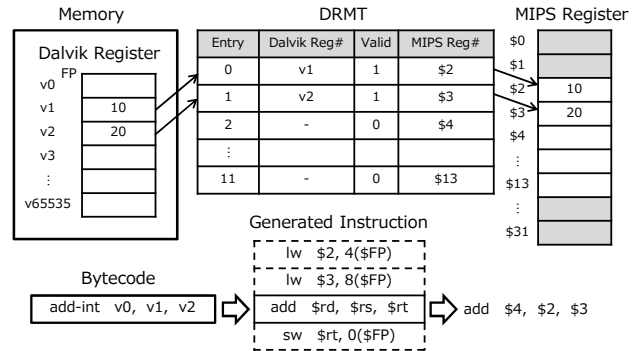 Memory
DRMT
MIPS Register
Dalvik Register
FP
v0
v1 10
v2 20
v3
⋮
v65535
Entry Dalvik Reg# Valid MIPS Reg#
0 v1 1 $2
1 v2 1 $3
2 - 0 $4
⋮
11 - 0 $13
$0
$1
$2 10
$3 20
$4
⋮
$13
⋮
$31
Generated Instruction
lw $2, 4($FP)
lw $3, 8($FP)
Bytecode
add-int v0, v1, v2
add $rd, $rs, $rt
add $4, $2, $3
sw $rt, 0($FP)